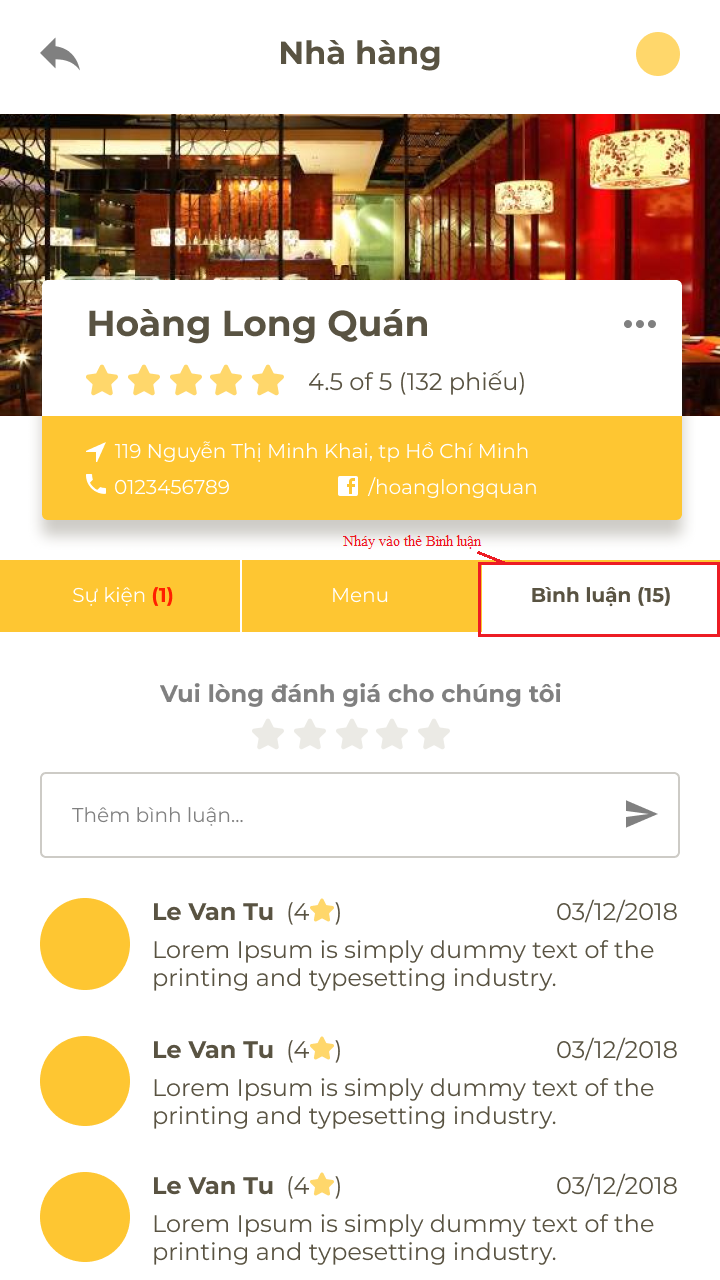 Nhà hàng
Hoàng Long Quán
4.5 of 5 (132 phiếu)
119 Nguyễn Thị Minh Khai, tp Hồ Chí Minh
0123456789
/hoanglongquan
Nháy vào thẻ Bình luận
Sự kiện (1)
Menu
Bình luận (15)
Vui lòng đánh giá cho chúng tôi
Thêm bình luận...
Le Van Tu (4★) 03/12/2018
Lorem Ipsum is simply dummy text of the
printing and typesetting industry.
Le Van Tu (4★) 03/12/2018
Lorem Ipsum is simply dummy text of the
printing and typesetting industry.
Le Van Tu (4★) 03/12/2018
Lorem Ipsum is simply dummy text of the
printing and typesetting industry.